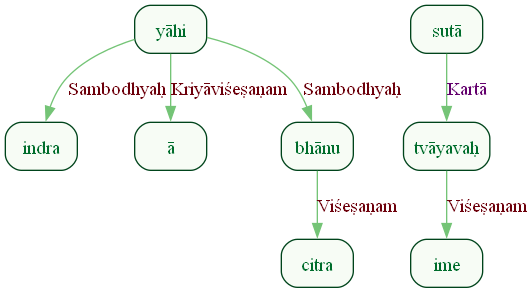 yāhi sutā
Sambodhyaḥ Kriyāviśeṣaṇam Sambodhyaḥ Kartā
indra ā bhānu tvāyavaḥ
Viśeṣaṇam Viśeṣaṇam
citra ime